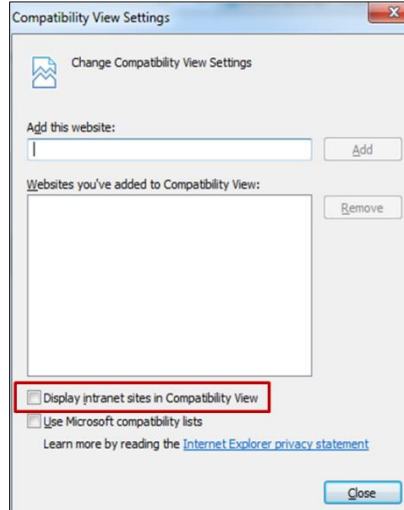 Compatibility View Settings
Change Compatibility View Settings
Add this website:
Add
Websites you've added to Compatibility View:
Remove
Display intranet sites in Compatibility View
Use Microsoft compatibility lists
Learn more by reading the Internet Explorer privacy statement
Close